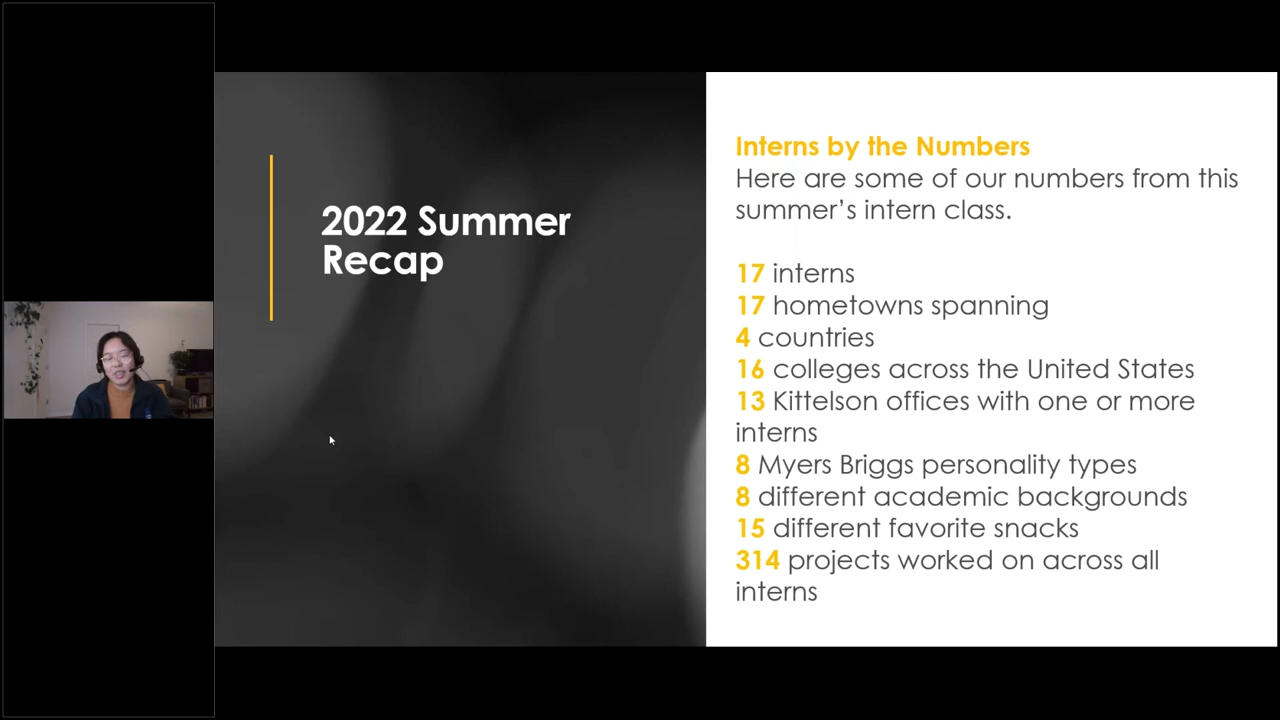 2022 Summer
Recap
Interns by the Numbers
Here are some of our numbers from this
summer’s intern class.
17 interns
17 hometowns spanning
4 countries
16 colleges across the United States
13 Kittelson offices with one or more
interns
8 Myers Briggs personality types
8 different academic backgrounds
15 different favorite snacks
314 projects worked on across all
interns